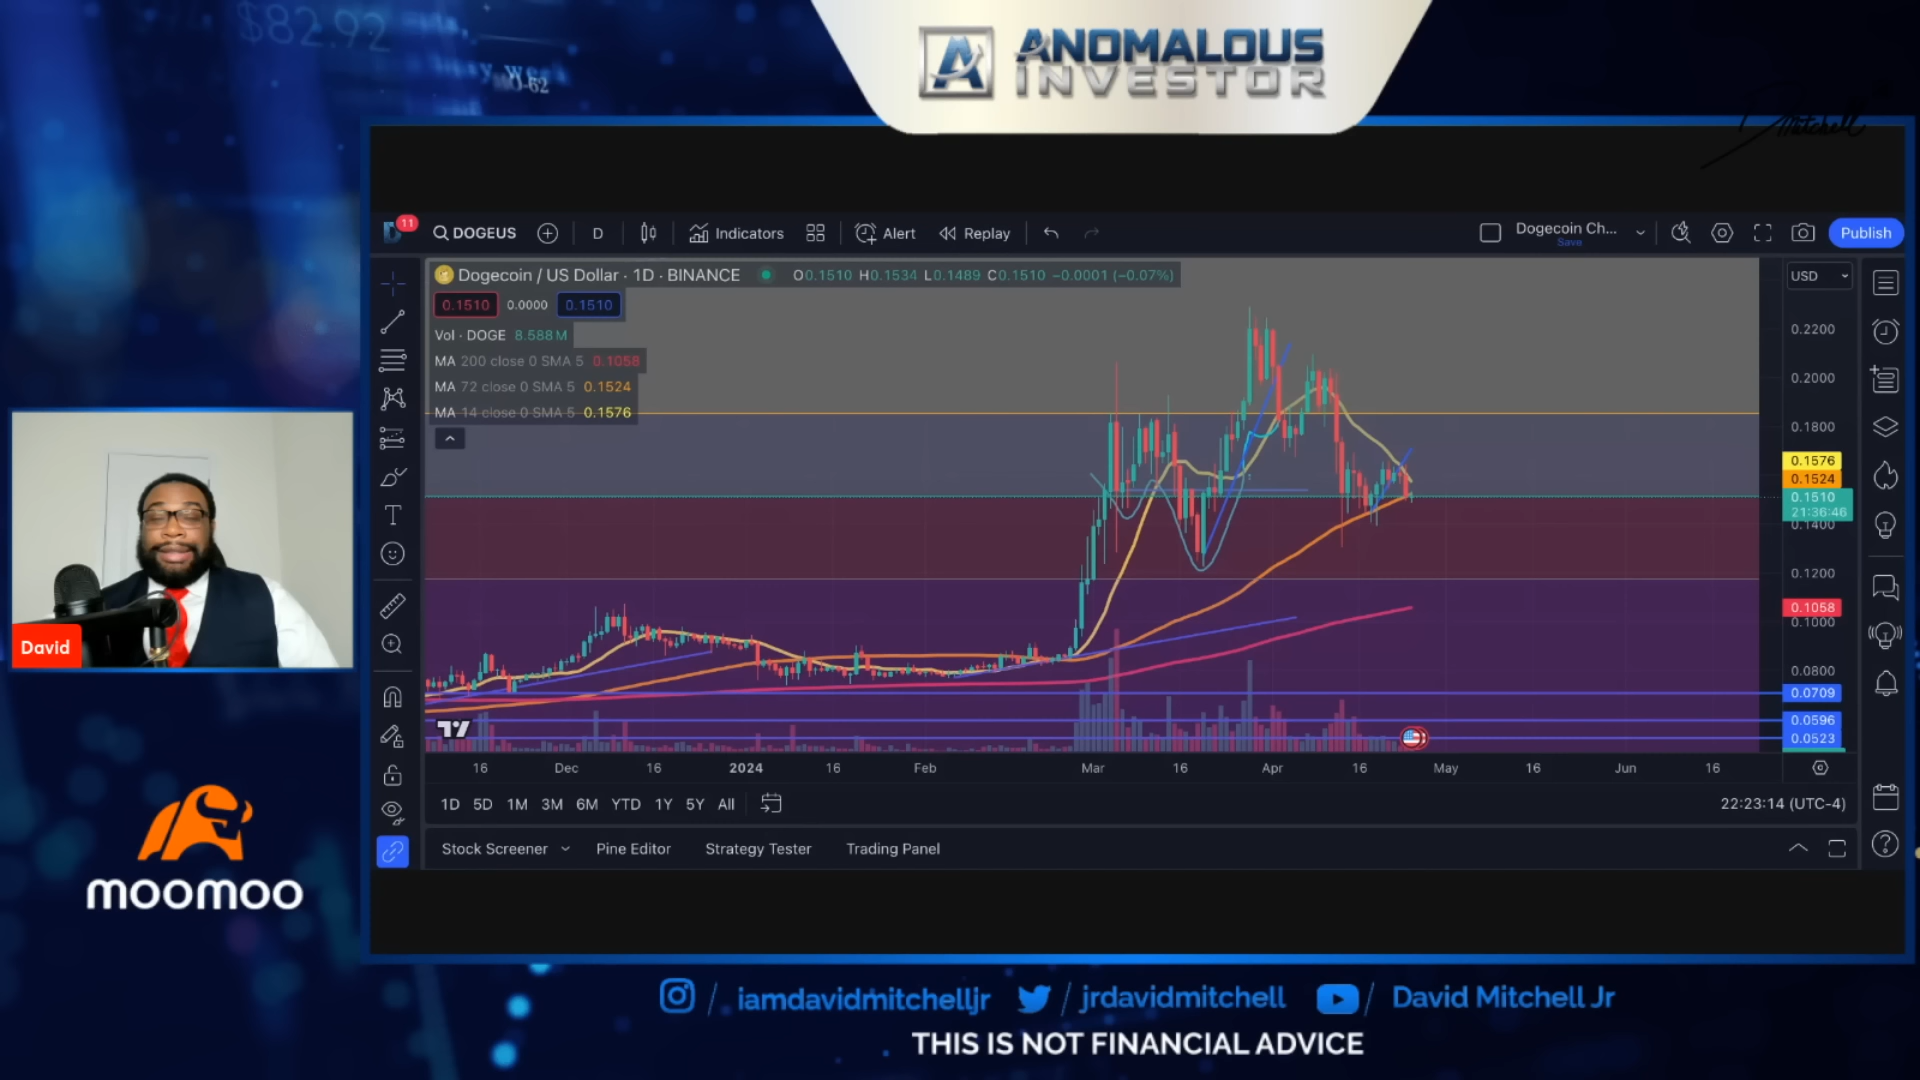 $82.92
ANOMALOUS
INVESTOR
D Mitchell
11
DOGEUS
D
Indicators
Alert
Replay
Dogecoin Ch...
Save
Publish
Dogecoin / US Dollar · 1D · BINANCE
O0.1510 H0.1534 L0.1489 C0.1510 −0.0001 (−0.07%)
USD
0.1510 0.0000 0.1510
Vol · DOGE 8.588M
MA 200 close 0 SMA 5 0.1058
MA 72 close 0 SMA 5 0.1524
MA 14 close 0 SMA 5 0.1576
0.2200
0.2000
0.1800
0.1576
0.1524
0.1510
21:36:46
0.1400
0.1200
0.1058
0.1000
0.0800
0.0709
0.0596
0.0523
David
16 Dec 16 2024 16 Feb Mar 16 Apr 16 May 16 Jun 16
1D 5D 1M 3M 6M YTD 1Y 5Y All
22:23:14 (UTC-4)
Stock Screener Pine Editor Strategy Tester Trading Panel
moomoo
/ iamdavidmitchelljr / jrdavidmitchell / David Mitchell Jr
THIS IS NOT FINANCIAL ADVICE